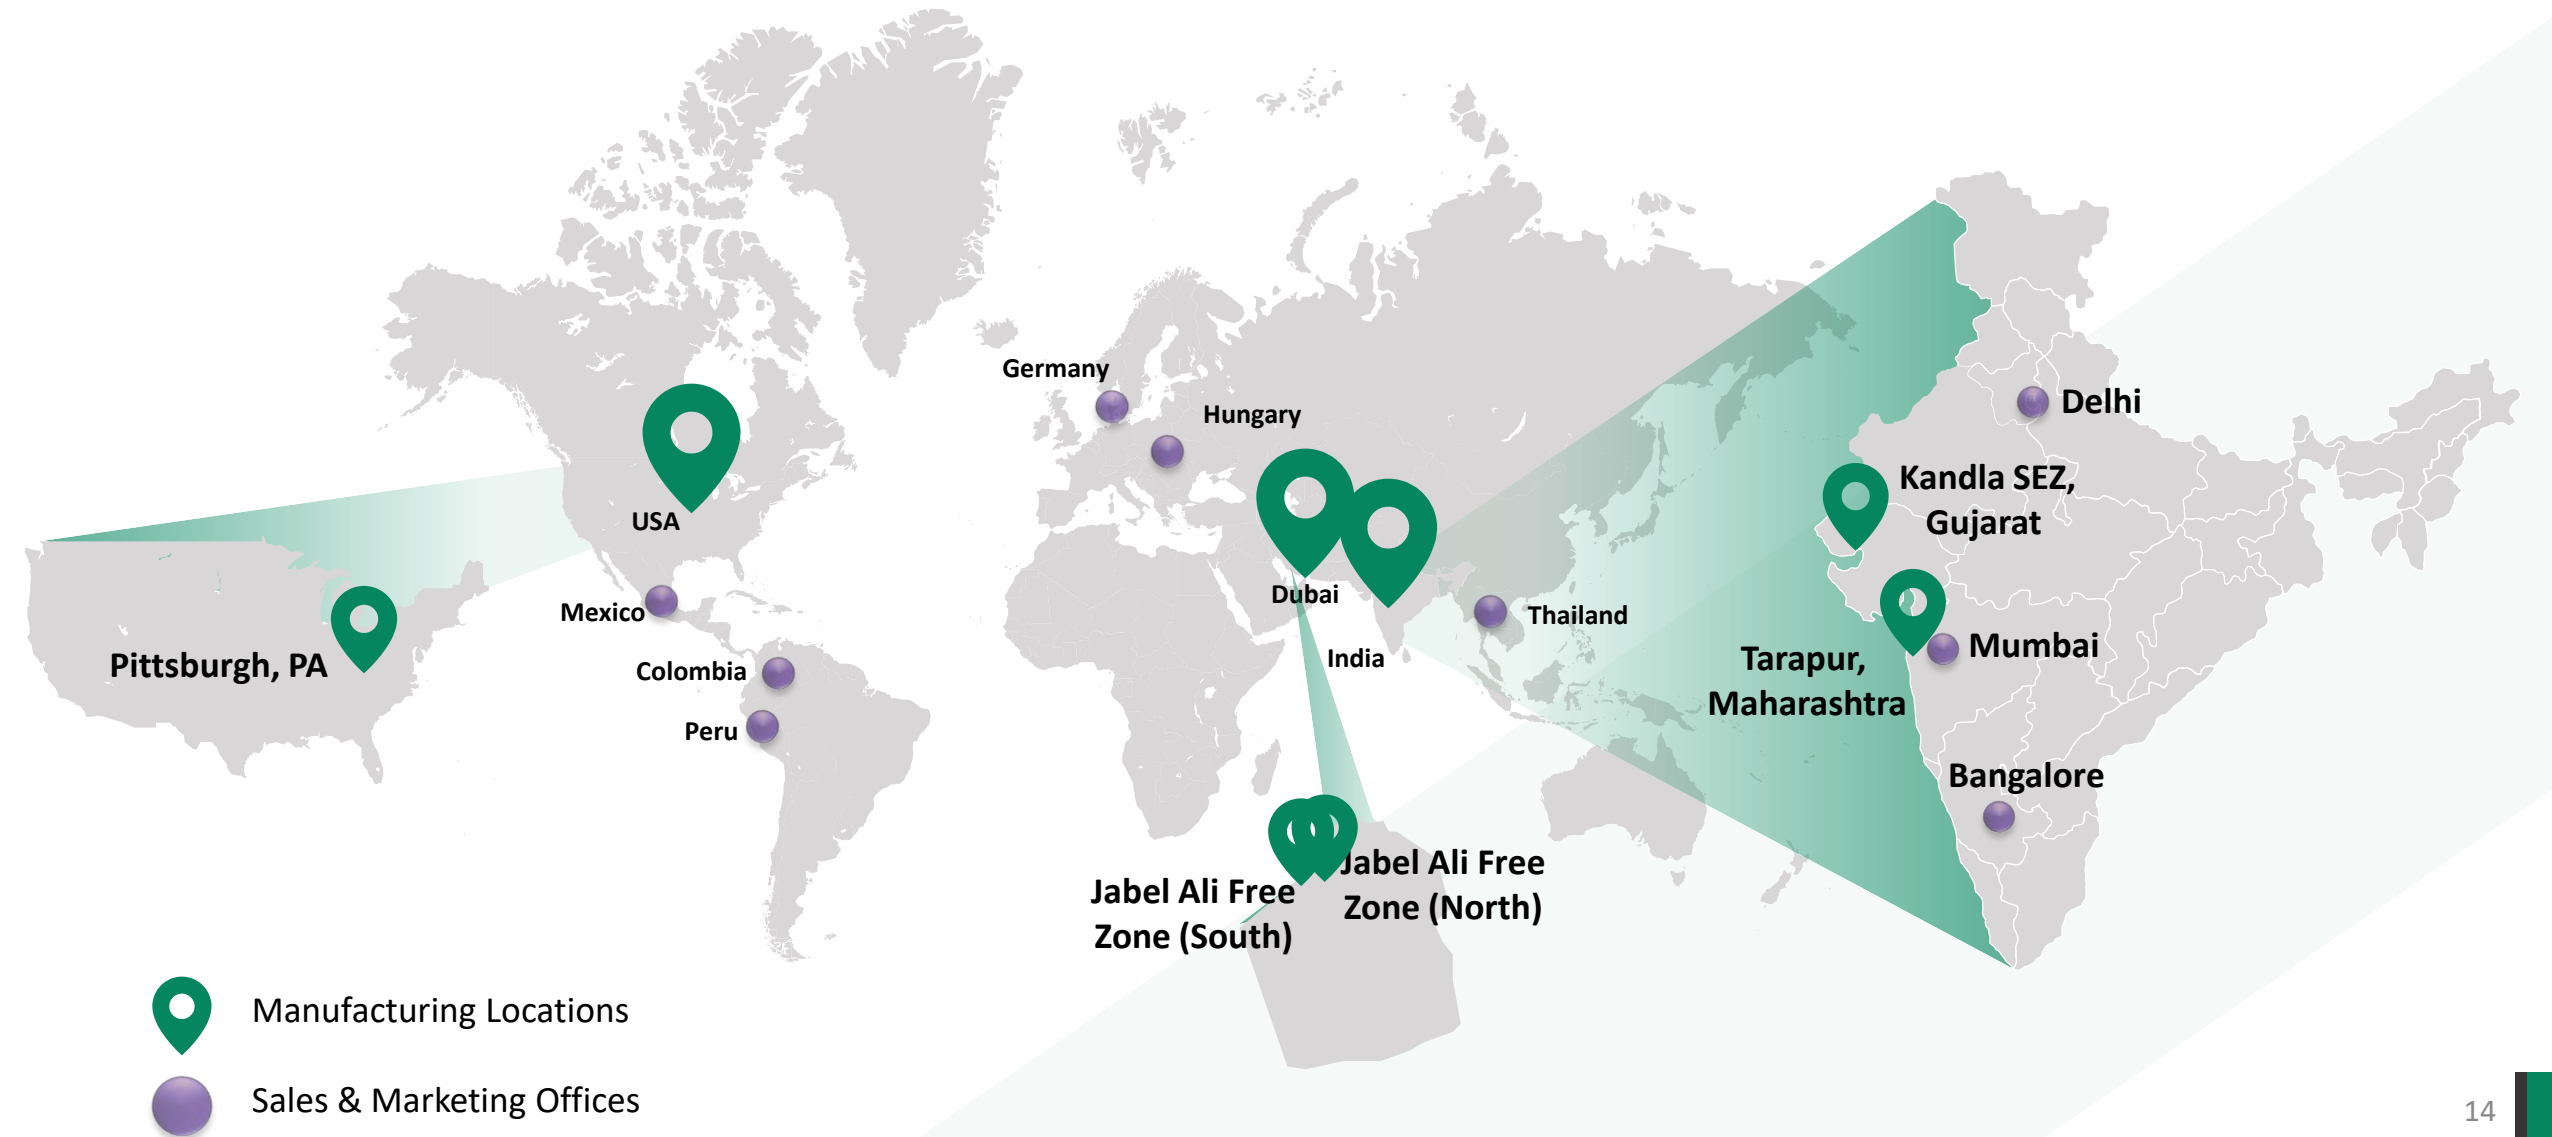 Germany
Hungary
Delhi
Kandla SEZ,
Gujarat
USA
Dubai
Mexico
Thailand
Pittsburgh, PA
Colombia
India
Tarapur,
Maharashtra
Mumbai
Peru
Bangalore
Jabel Ali Free
Zone (South)
Jabel Ali Free
Zone (North)
Manufacturing Locations
Sales & Marketing Offices
14